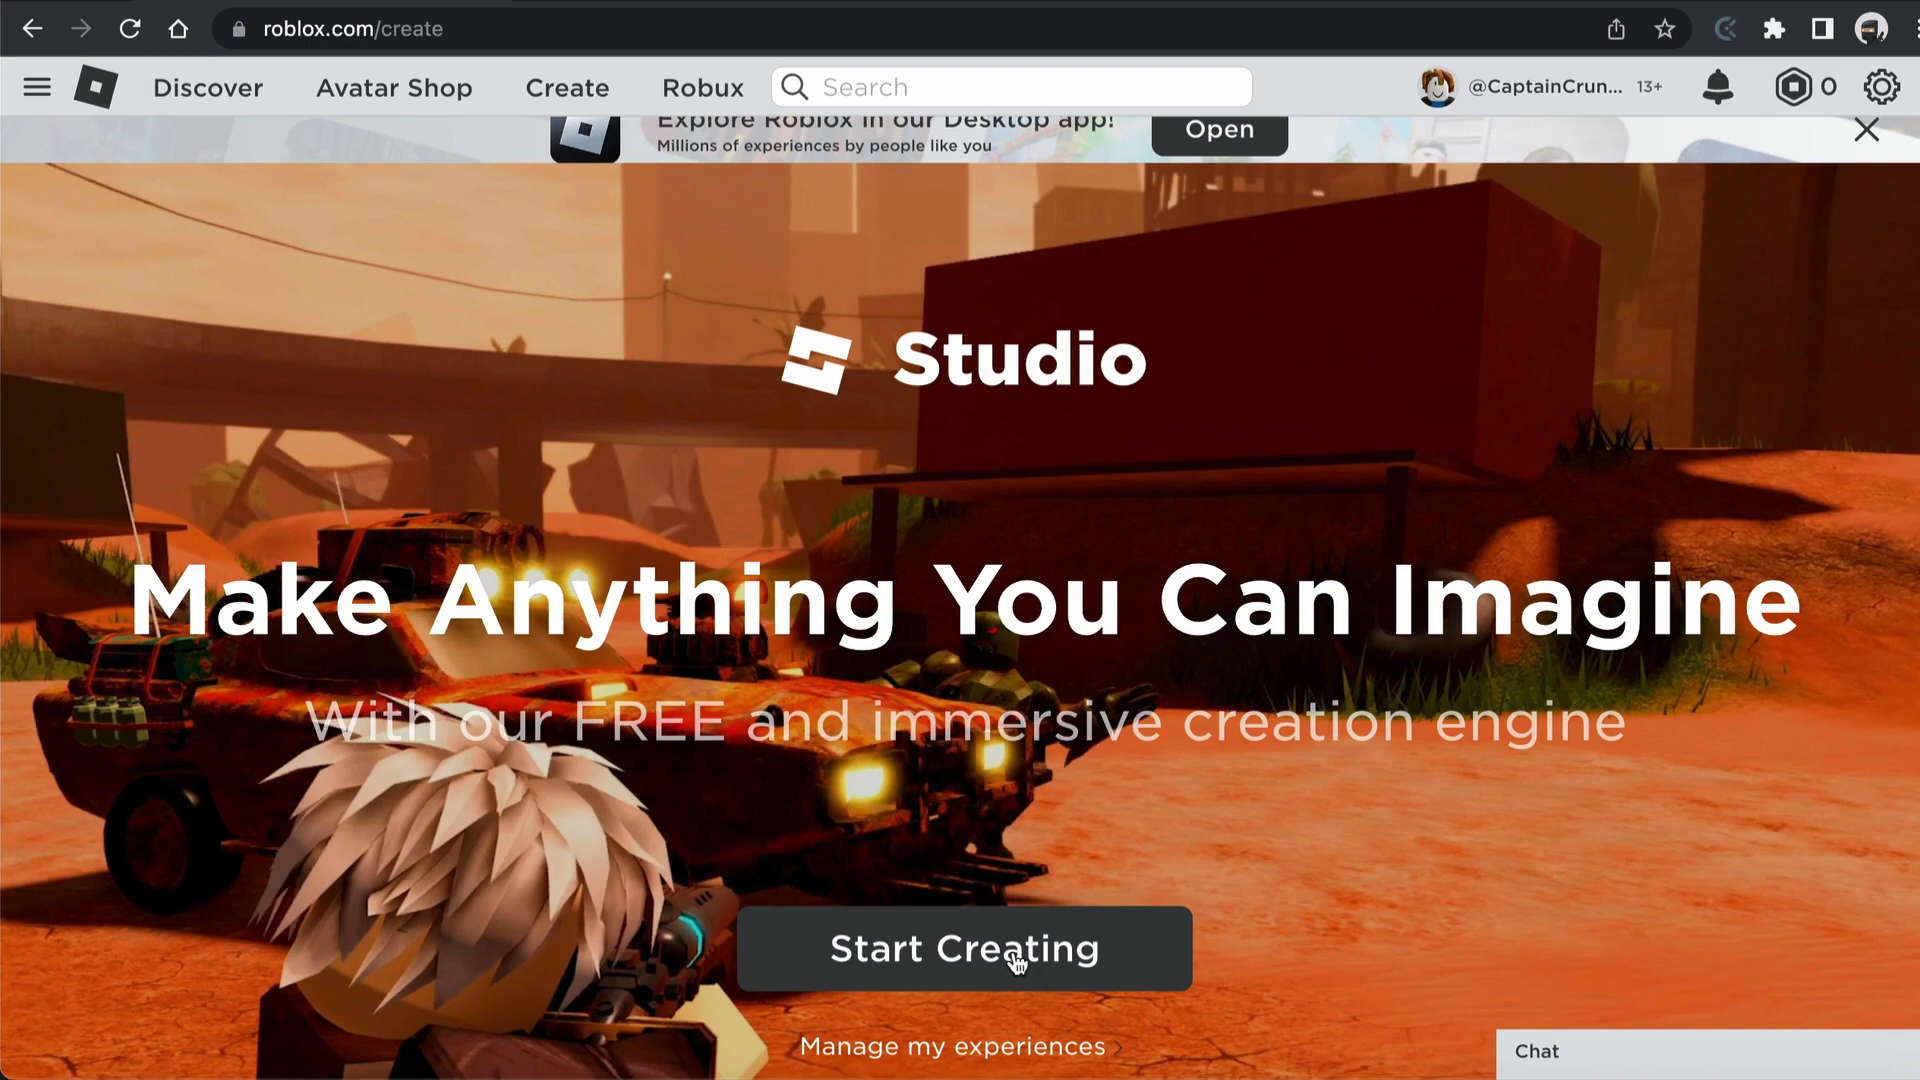 roblox.com/create
Discover
Avatar Shop
Create
Robux
Search
@CaptainCrun...
13+
0
Explore Roblox in our Desktop app!
Millions of experiences by people like you
Open
Studio
Make Anything You Can Imagine
With our FREE and immersive creation engine
Start Creating
Manage my experiences
Chat